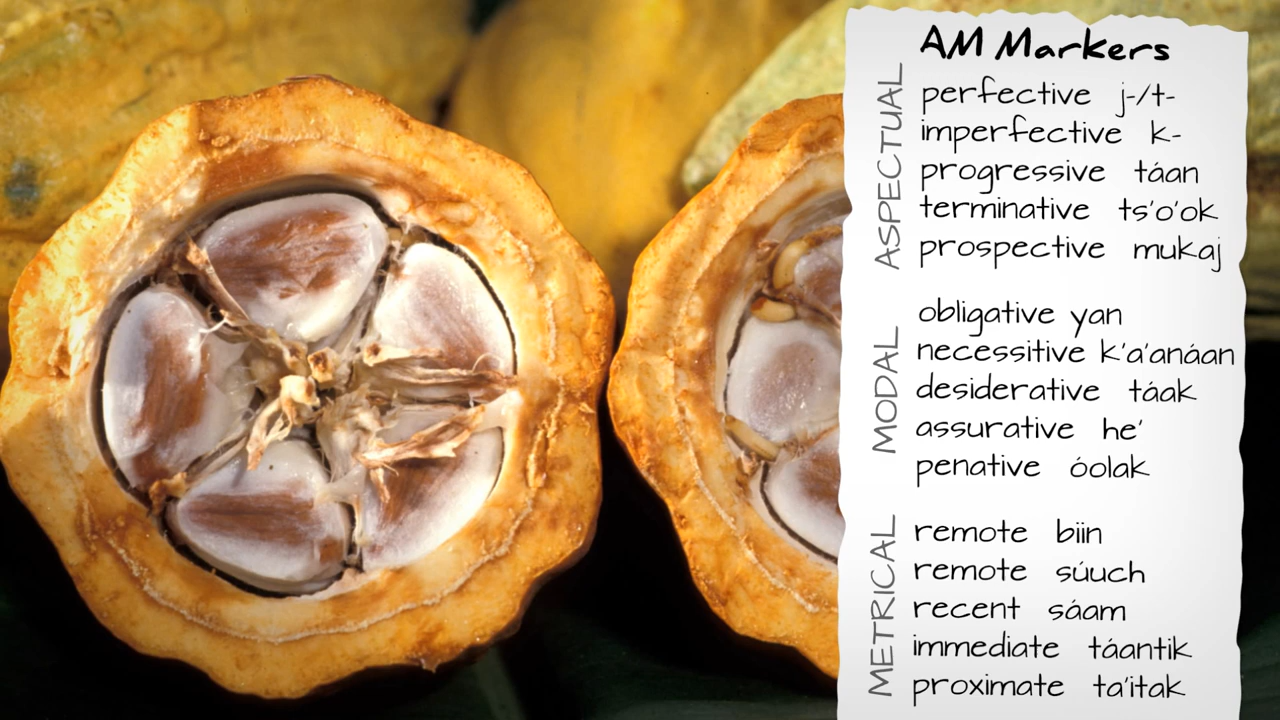 AM Markers
ASPECTUAL
perfective j-/t-
imperfective k-
progressive táan
terminative ts'o'ok
prospective mukaj
MODAL
obligative yan
necessitive k'a'anáan
desiderative táak
assurative he'
penative óolak
METRICAL
remote biin
remote súuch
recent sáam
immediate táantik
proximate ta'itak